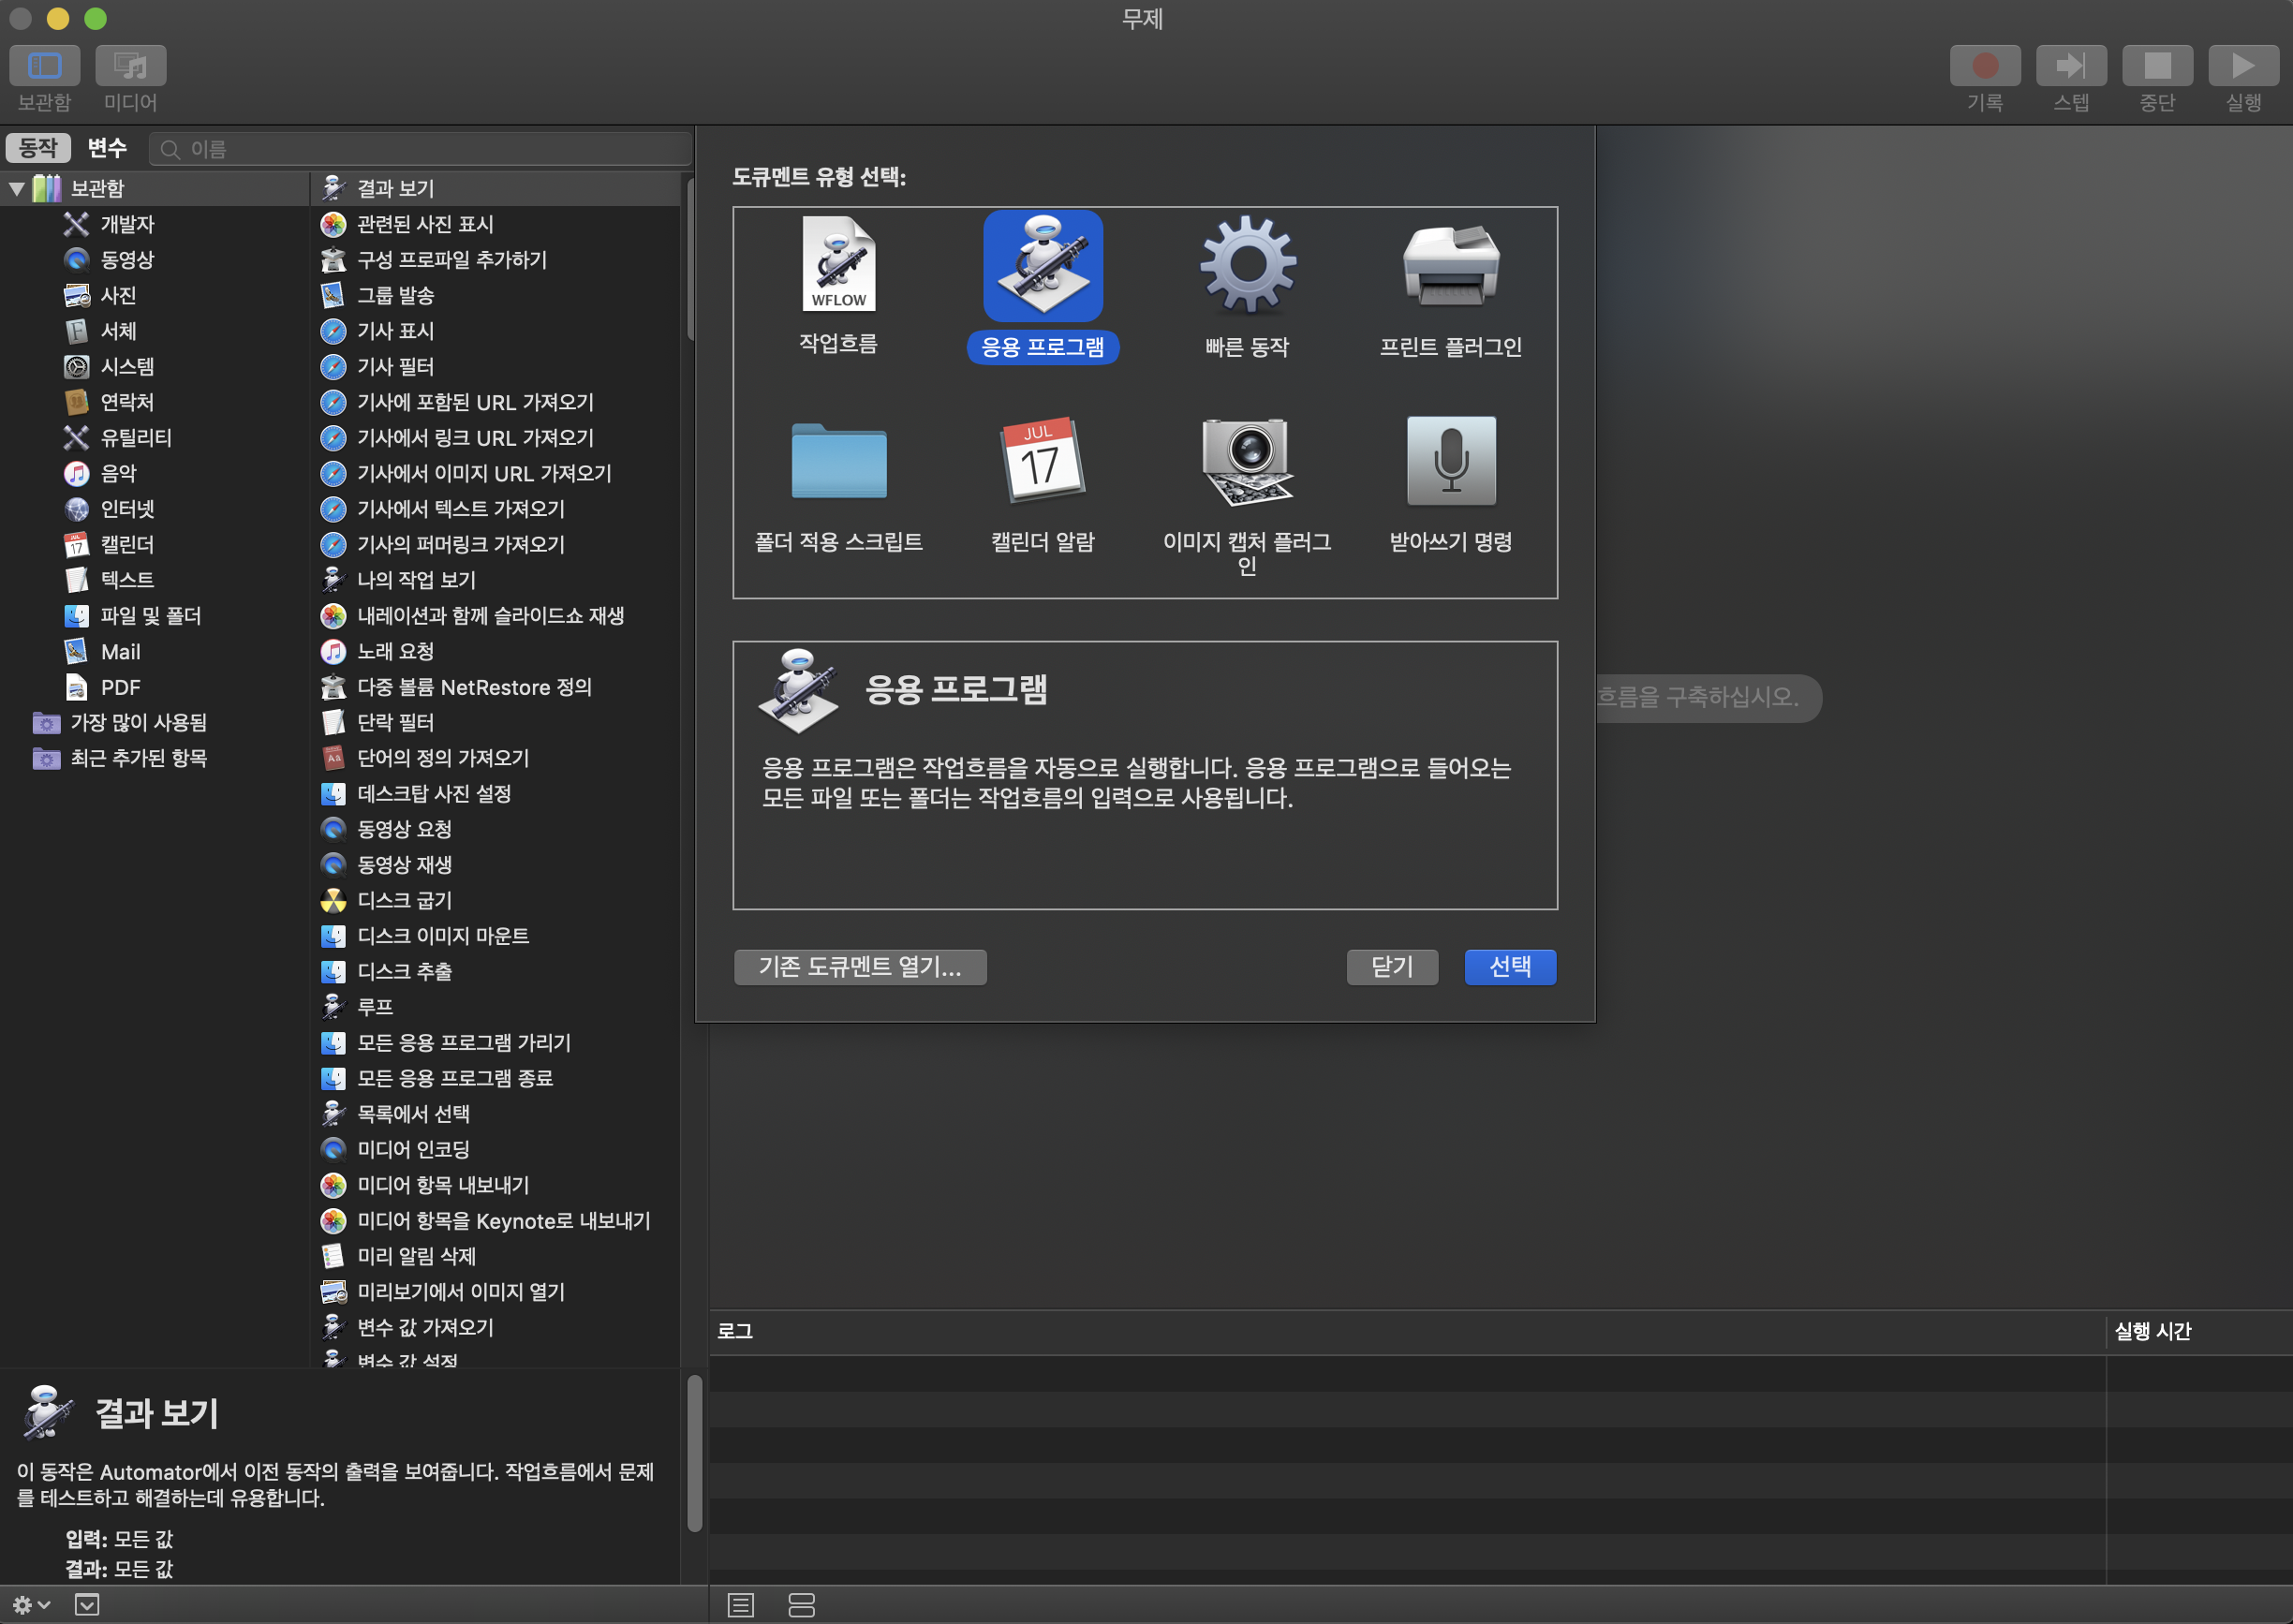 무제
보관함
미디어
기록
스텝
중단
실행
동작
변수
이름
보관함
개발자
동영상
사진
서체
시스템
연락처
유틸리티
음악
인터넷
캘린더
텍스트
파일 및 폴더
Mail
PDF
가장 많이 사용됨
최근 추가된 항목
결과 보기
관련된 사진 표시
구성 프로파일 추가하기
그룹 발송
기사 표시
기사 필터
기사에 포함된 URL 가져오기
기사에서 링크 URL 가져오기
기사에서 이미지 URL 가져오기
기사에서 텍스트 가져오기
기사의 퍼머링크 가져오기
나의 작업 보기
내레이션과 함께 슬라이드쇼 재생
노래 요청
다중 볼륨 NetRestore 정의
단락 필터
단어의 정의 가져오기
데스크탑 사진 설정
동영상 요청
동영상 재생
디스크 굽기
디스크 이미지 마운트
디스크 추출
루프
모든 응용 프로그램 가리기
모든 응용 프로그램 종료
목록에서 선택
미디어 인코딩
미디어 항목 내보내기
미디어 항목을 Keynote로 내보내기
미리 알림 삭제
미리보기에서 이미지 열기
변수 값 가져오기
변수 값 설정
결과 보기
이 동작은 Automator에서 이전 동작의 출력을 보여줍니다. 작업흐름에서 문제
를 테스트하고 해결하는데 유용합니다.
입력: 모든 값
결과: 모든 값
도큐멘트 유형 선택:
WFLOW
작업흐름
응용 프로그램
빠른 동작
프린트 플러그인
폴더 적용 스크립트
JUL
17
캘린더 알람
이미지 캡처 플러그
인
받아쓰기 명령
응용 프로그램
응용 프로그램은 작업흐름을 자동으로 실행합니다. 응용 프로그램으로 들어오는
모든 파일 또는 폴더는 작업흐름의 입력으로 사용됩니다.
기존 도큐멘트 열기...
닫기
선택
흐름을 구축하십시오.
로그
실행 시간